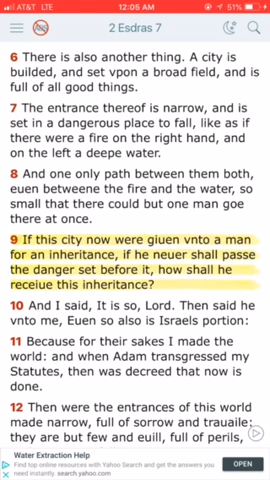 AT&T LTE 12:05 AM 51%
2 Esdras 7
6 There is also another thing. A city is
builded, and set vpon a broad field, and is
full of all good things.
7 The entrance thereof is narrow, and is
set in a dangerous place to fall, like as if
there were a fire on the right hand, and
on the left a deepe water.
8 And one only path between them both,
euen betweene the fire and the water, so
small that there could but one man goe
there at once.
9 If this city now were giuen vnto a man
for an inheritance, if he neuer shall passe
the danger set before it, how shall he
receiue this inheritance?
10 And I said, It is so, Lord. Then said he
vnto me, Euen so also is Israels portion:
11 Because for their sakes I made the
world: and when Adam transgressed my
Statutes, then was decreed that now is
done.
12 Then were the entrances of this world
made narrow, full of sorrow and trauaile:
they are but few and euill, full of perils,
Water Extraction Help
Find top online resources with Yahoo Search and get the answers you
need instantly. search.yahoo.com
OPEN